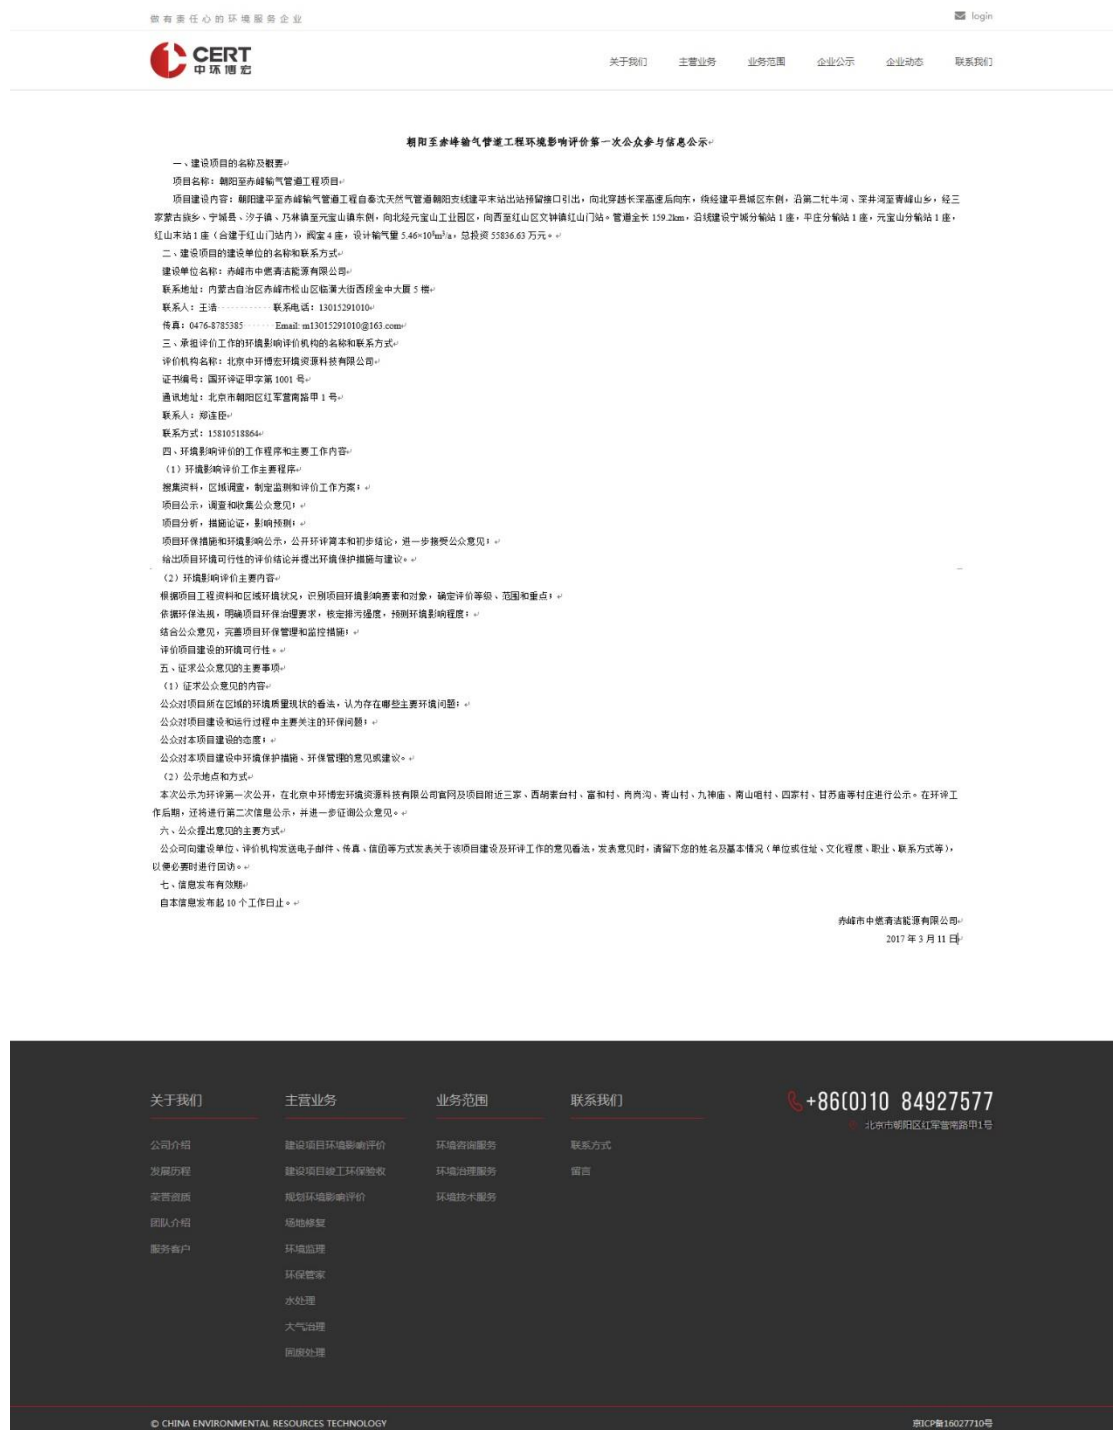 做有责任心的环境服务企业
login
CERT
中环博宏
关于我们 主营业务 业务范围 企业公示 企业动态 联系我们
朝阳至赤峰输气管道工程环境影响评价第一次公众参与信息公示
一、建设项目的名称及概要
项目名称：朝阳至赤峰输气管道工程项目
项目建设内容：朝阳建平至赤峰输气管道工程自秦沈天然气管道朝阳支线建平末站出站预留接口引出，向北穿越长深高速后向东，绕经建平县城区东侧，沿第二牤牛河、深井河至青峰山乡，经三
家蒙古族乡、宁城县、汐子镇、乃林镇至元宝山镇东侧，向北经元宝山工业园区，向西至红山区文钟镇红山门站。管道全长 159.2km，沿线建设宁城分输站 1 座，平庄分输站 1 座，元宝山分输站 1 座，
红山末站 1 座（合建于红山门站内），阀室 4 座，设计输气量 5.46×10⁸m³/a，总投资 55836.63 万元。
二、建设项目的建设单位的名称和联系方式
建设单位名称：赤峰市中燃清洁能源有限公司
联系地址：内蒙古自治区赤峰市松山区临潢大街西段金中大厦 5 楼
联系人：王浩 联系电话：13015291010
传真：0476-8785385 Email: m13015291010@163.com
三、承担评价工作的环境影响评价机构的名称和联系方式
评价机构名称：北京中环博宏环境资源科技有限公司
证书编号：国环评证甲字第 1001 号
通讯地址：北京市朝阳区红军营南路甲 1 号
联系人：郑连臣
联系方式：15810518864
四、环境影响评价的工作程序和主要工作内容
（1）环境影响评价工作主要程序
搜集资料，区域调查，制定监测和评价工作方案；
项目公示，调查和收集公众意见；
项目分析，措施论证，影响预测；
项目环保措施和环境影响公示，公开环评简本和初步结论，进一步接受公众意见；
给出项目环境可行性的评价结论并提出环境保护措施与建议。
（2）环境影响评价主要内容
根据项目工程资料和区域环境状况，识别项目环境影响要素和对象，确定评价等级、范围和重点；
依据环保法规，明确项目环保治理要求，核定排污强度，预测环境影响程度；
结合公众意见，完善项目环保管理和监控措施；
评价项目建设的环境可行性。
五、征求公众意见的主要事项
（1）征求公众意见的内容
公众对项目所在区域的环境质量现状的看法，认为存在哪些主要环境问题；
公众对项目建设和运行过程中主要关注的环保问题；
公众对本项目建设的态度；
公众对本项目建设中环境保护措施、环保管理的意见或建议。
（2）公示地点和方式
本次公示为环评第一次公开，在北京中环博宏环境资源科技有限公司官网及项目附近三家、西胡素台村、富和村、岗岗沟、青山村、九神庙、南山咀村、四家村、甘苏庙等村庄进行公示。在环评工
作后期，还将进行第二次信息公示，并进一步征询公众意见。
六、公众提出意见的主要方式
公众可向建设单位、评价机构发送电子邮件、传真、信函等方式发表关于该项目建设及环评工作的意见看法，发表意见时，请留下您的姓名及基本情况（单位或住址、文化程度、职业、联系方式等），
以便必要时进行回访。
七、信息发布有效期
自本信息发布起 10 个工作日止。
赤峰市中燃清洁能源有限公司
2017 年 3 月 11 日
关于我们 主营业务 业务范围 联系我们
+86(0)10 84927577
北京市朝阳区红军营南路甲1号
公司介绍 建设项目环境影响评价 环境咨询服务 联系方式
发展历程 建设项目竣工环保验收 环境治理服务 留言
荣誉资质 规划环境影响评价 环境技术服务
团队介绍 场地修复
服务客户 环境监理
环保管家
水处理
大气治理
固废处理
© CHINA ENVIRONMENTAL RESOURCES TECHNOLOGY 京ICP备16027710号